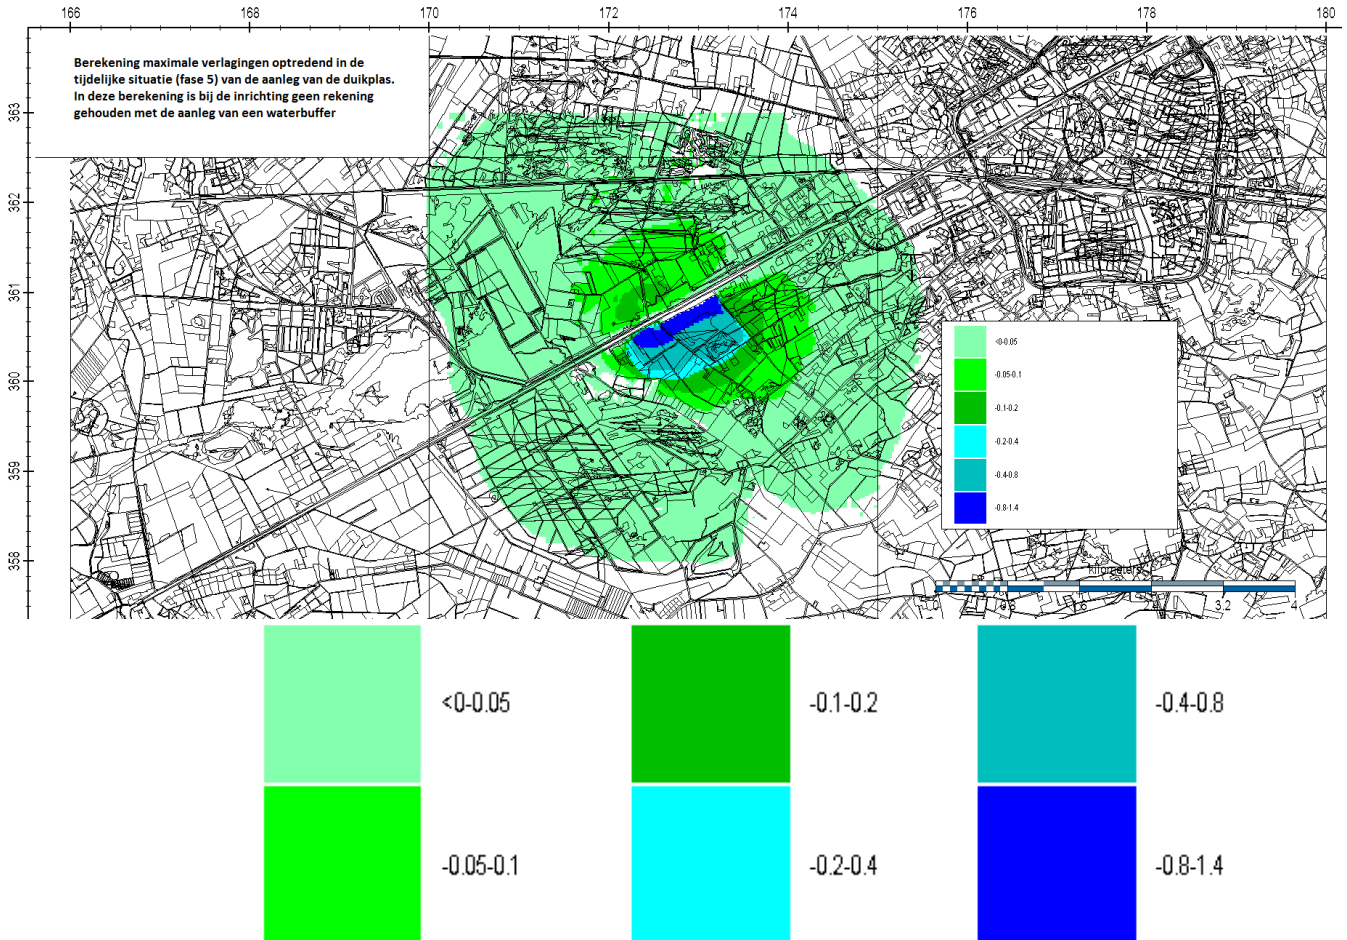 166 168 170 172 174 176 178 180
Berekening maximale verlagingen optredend in de
tijdelijke situatie (fase 5) van de aanleg van de duikplas.
In deze berekening is bij de inrichting geen rekening
gehouden met de aanleg van een waterbuffer
363
362
361
360
359
358
<0-0.05
-0.05-0.1
-0.1-0.2
-0.2-0.4
-0.4-0.8
-0.8-1.4
kilometers
0.8 1.6 3.2 4
<0-0.05
-0.1-0.2
-0.4-0.8
-0.05-0.1
-0.2-0.4
-0.8-1.4